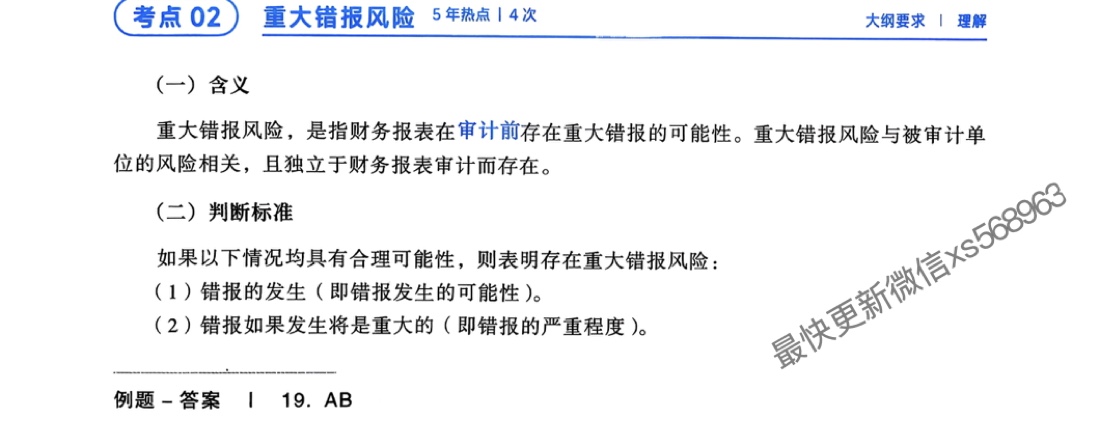 考点 02 重大错报风险 5 年热点 | 4 次 大纲要求 | 理解
（一）含义
重大错报风险，是指财务报表在审计前存在重大错报的可能性。重大错报风险与被审计单
位的风险相关，且独立于财务报表审计而存在。
（二）判断标准
如果以下情况均具有合理可能性，则表明存在重大错报风险：
（1）错报的发生（即错报发生的可能性）。
（2）错报如果发生将是重大的（即错报的严重程度）。
最快更新微信xs568963
例题 – 答案 | 19. AB